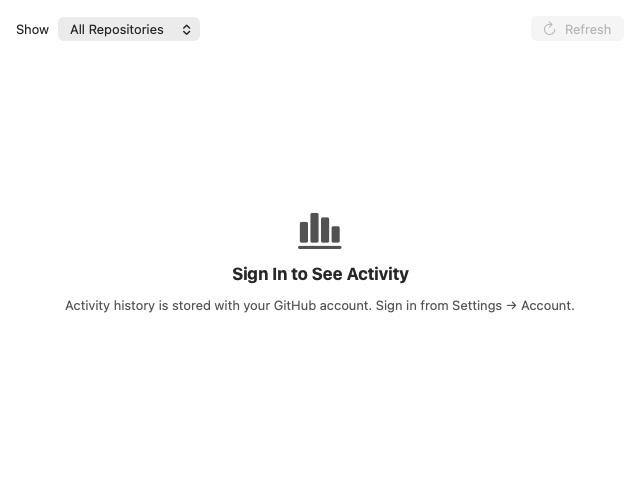 Show All Repositories Refresh
Sign In to See Activity
Activity history is stored with your GitHub account. Sign in from Settings → Account.